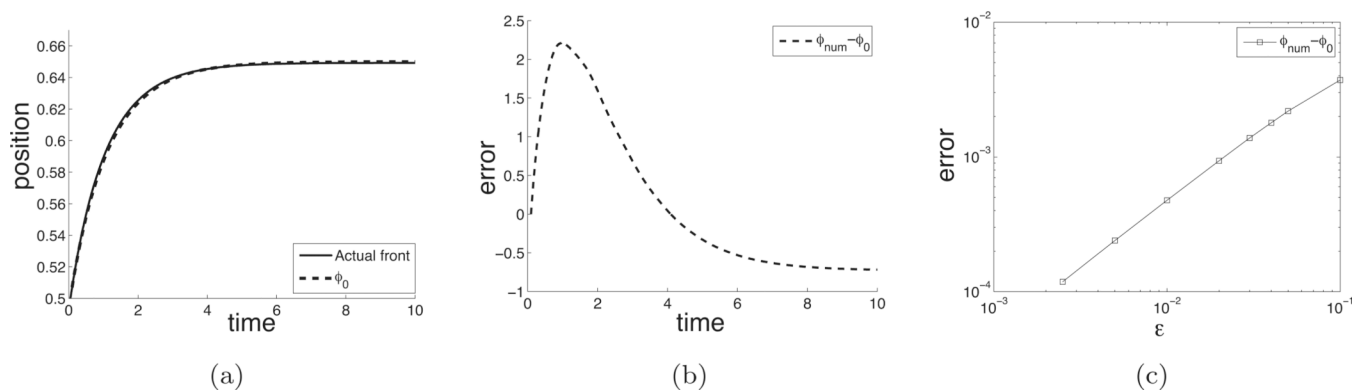 0.66
0.64
0.62
0.6
0.58
0.56
0.54
0.52
0.5
position
0 2 4 6 8 10
time
Actual front
ϕ₀
(a)
2.5
2
1.5
1
0.5
0
−0.5
−1
error
0 2 4 6 8 10
time
ϕnum−ϕ₀
(b)
10⁻²
10⁻³
10⁻⁴
error
10⁻³ 10⁻² 10⁻¹
ε
ϕnum−ϕ₀
(c)